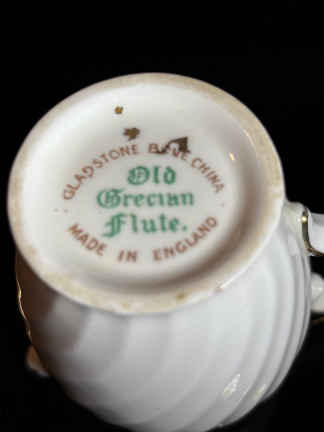 GLADSTONE BONE CHINA
Old
Grecian
Flute.
MADE IN ENGLAND